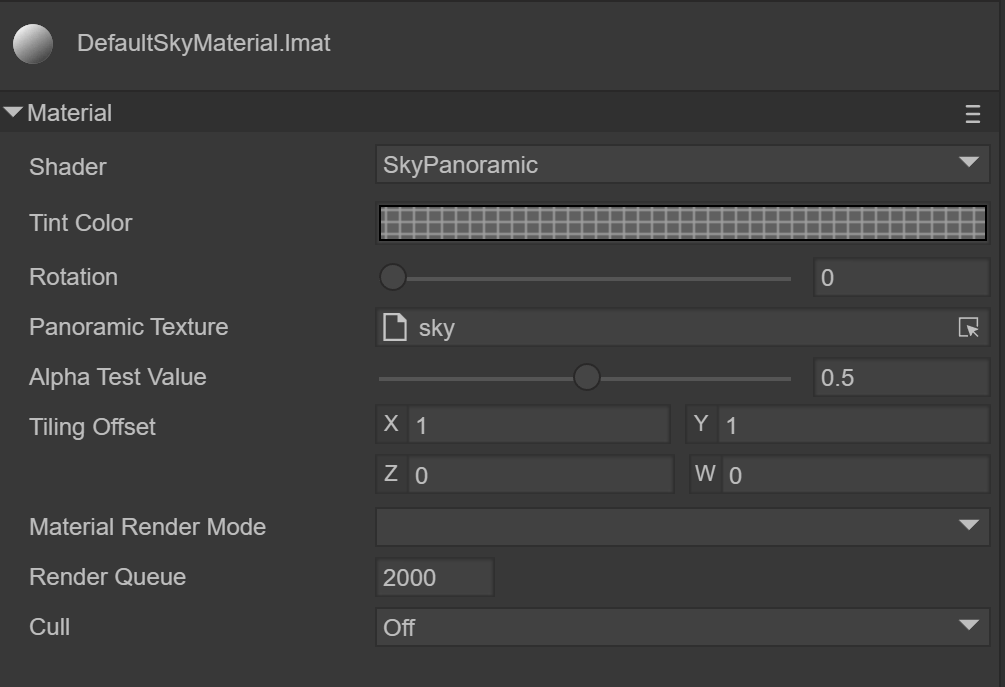 DefaultSkyMaterial.lmat
Material
Shader SkyPanoramic
Tint Color
Rotation 0
Panoramic Texture sky
Alpha Test Value 0.5
Tiling Offset X 1 Y 1
Z 0 W 0
Material Render Mode
Render Queue 2000
Cull Off